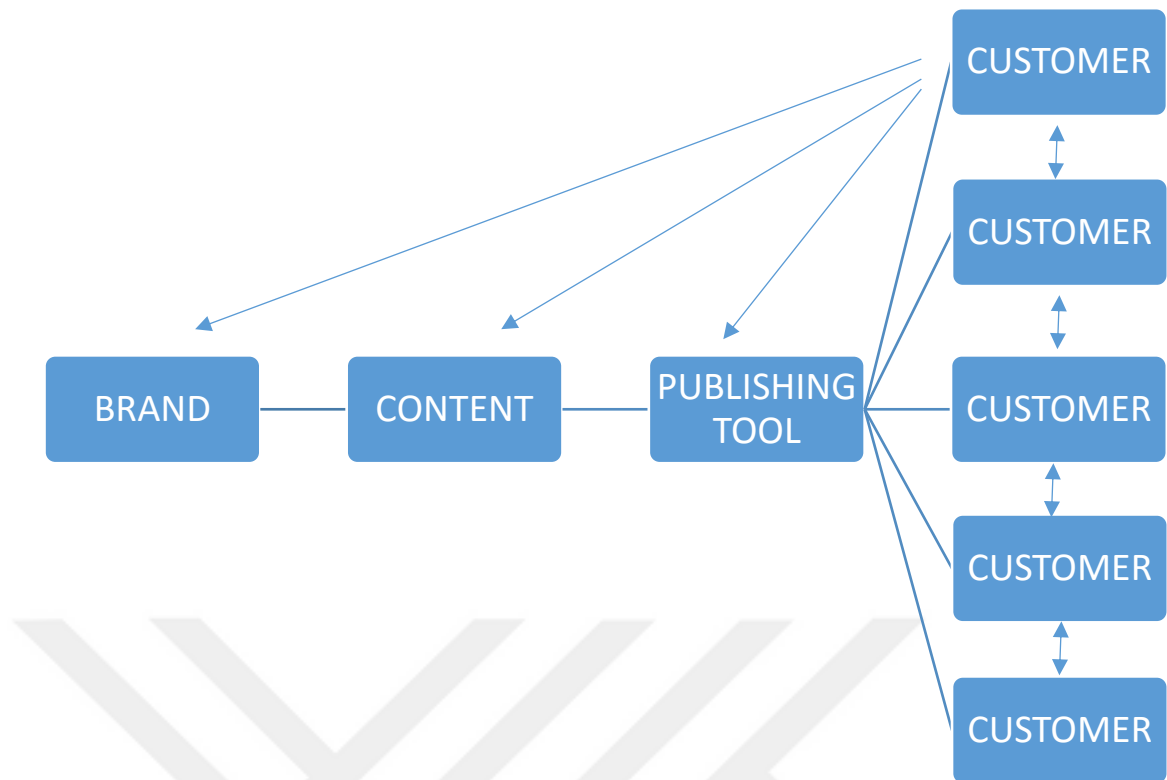 CUSTOMER
CUSTOMER
BRAND
CONTENT
PUBLISHING
TOOL
CUSTOMER
CUSTOMER
CUSTOMER